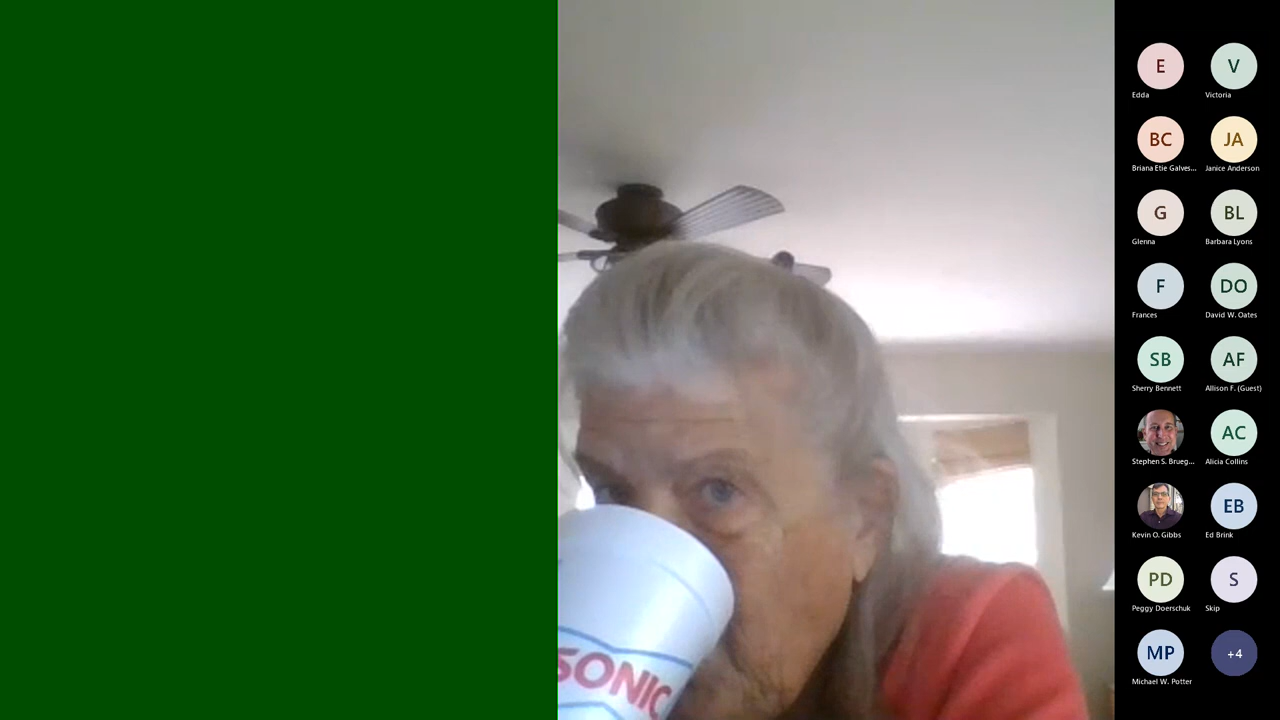 E
V
Edda
Victoria
BC
JA
Briana Etie Galves...
Janice Anderson
G
BL
Glenna
Barbara Lyons
F
DO
Frances
David W. Oates
SB
AF
Sherry Bennett
Allison F. (Guest)
AC
Stephen S. Brueg...
Alicia Collins
EB
Kevin O. Gibbs
Ed Brink
PD
S
Peggy Doerschuk
Skip
MP
+4
Michael W. Potter
SONIC